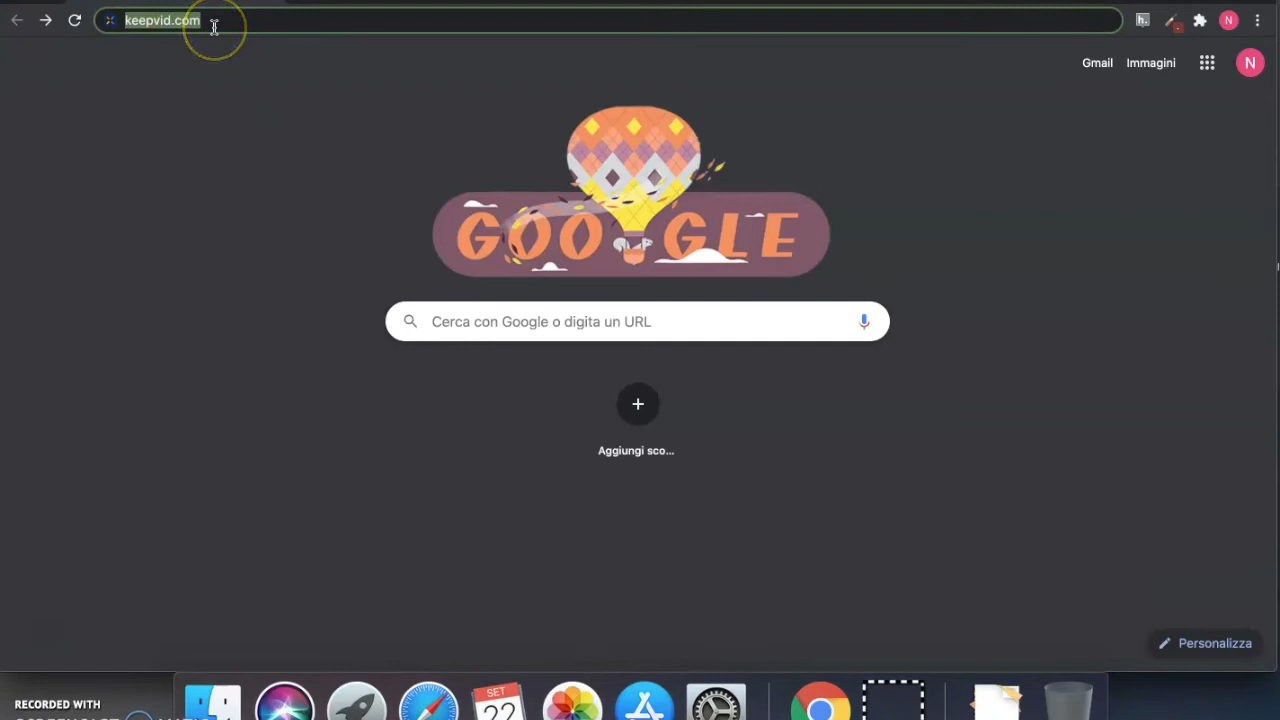 keepvid.com
N
Gmail
Immagini
N
GOOGLE
Cerca con Google o digita un URL
Aggiungi sco...
Personalizza
RECORDED WITH
SET
22